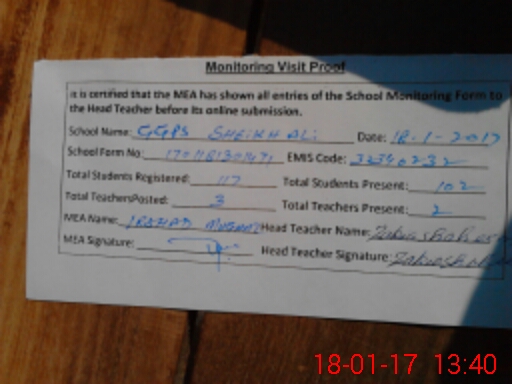 Monitoring Visit Proof
It is certified that the MEA has shown all entries of the School Monitoring Form to
the Head Teacher before its online submission.
School Name: GGPS SHEIKH ALI Date: 18-1-2017
School Form No: EMIS Code: 32340232
Total Students Registered: 117 Total Students Present: 102
Total TeachersPosted: 3 Total Teachers Present: 2
MEA Name: IRSHAD Head Teacher Name:
MEA Signature: Head Teacher Signature:
18-01-17 13:40